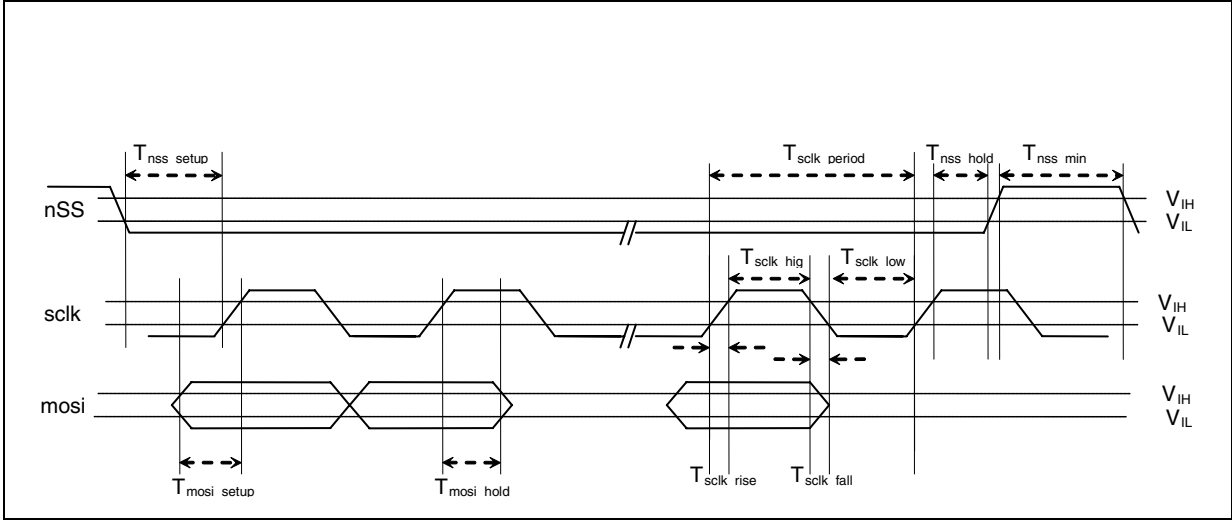 Tnss setup
Tsclk period
Tnss hold
Tnss min
nSS
VIH
VIL
Tsclk hig
Tsclk low
sclk
VIH
VIL
mosi
VIH
VIL
Tmosi setup
Tmosi hold
Tsclk rise
Tsclk fall